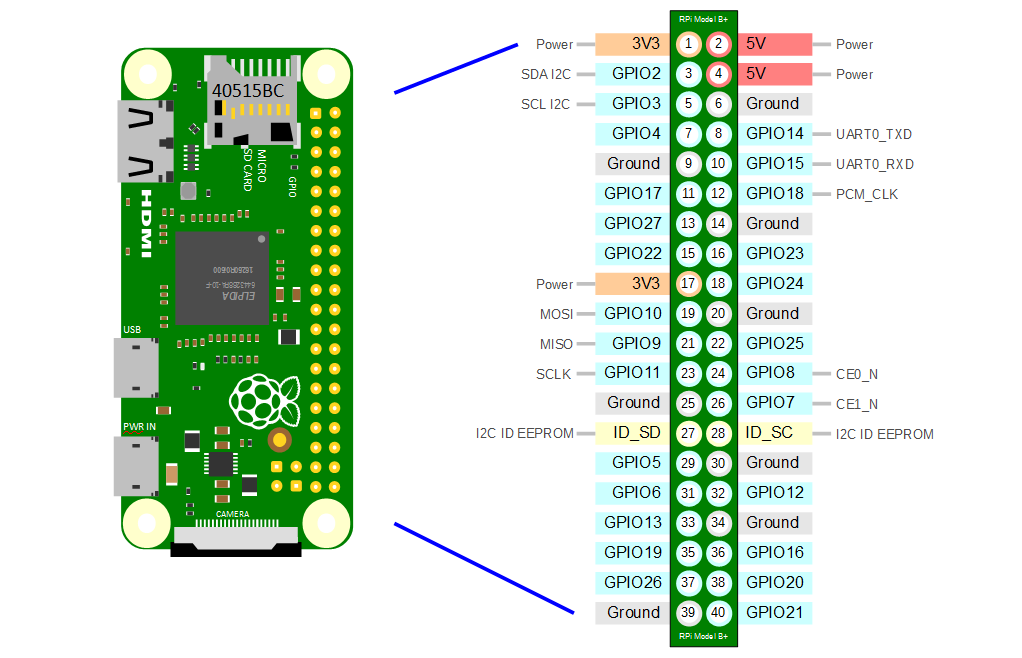 40515BC
MICRO
SD CARD
GPIO
HDMI
ELPIDA
USB
PWR IN
CAMERA
RPi Model B+
Power 3V3 1 2 5V Power
SDA I2C GPIO2 3 4 5V Power
SCL I2C GPIO3 5 6 Ground
GPIO4 7 8 GPIO14 UART0_TXD
Ground 9 10 GPIO15 UART0_RXD
GPIO17 11 12 GPIO18 PCM_CLK
GPIO27 13 14 Ground
GPIO22 15 16 GPIO23
Power 3V3 17 18 GPIO24
MOSI GPIO10 19 20 Ground
MISO GPIO9 21 22 GPIO25
SCLK GPIO11 23 24 GPIO8 CE0_N
Ground 25 26 GPIO7 CE1_N
I2C ID EEPROM ID_SD 27 28 ID_SC I2C ID EEPROM
GPIO5 29 30 Ground
GPIO6 31 32 GPIO12
GPIO13 33 34 Ground
GPIO19 35 36 GPIO16
GPIO26 37 38 GPIO20
Ground 39 40 GPIO21
RPi Model B+